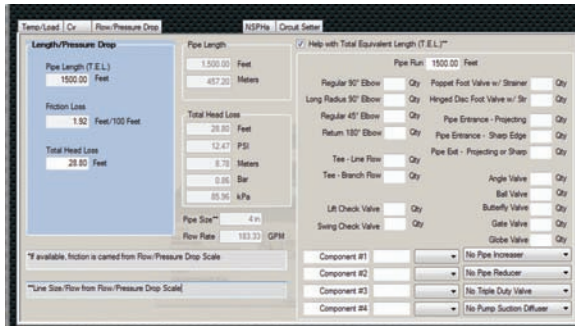 Temp/Load Cv Flow/Pressure Drop NSPHa Circuit Setter
Length/Pressure Drop
Pipe Length (T.E.L.)
1500.00 Feet
Friction Loss
1.92 Feet/100 Feet
Total Head Loss
28.80 Feet
Pipe Length
1,500.00 Feet
457.20 Meters
Total Head Loss
28.80 Feet
12.47 PSI
8.78 Meters
0.86 Bar
85.96 kPa
Pipe Size** 4 in
Flow Rate 183.33 GPM
*If available, friction is carried from Flow/Pressure Drop Scale
**Line Size/Flow from Flow/Pressure Drop Scale
Help with Total Equivalent Length (T.E.L.)**
Pipe Run 1500.00 Feet
Regular 90° Elbow Qty
Long Radius 90° Elbow Qty
Regular 45° Elbow Qty
Return 180° Elbow Qty
Tee - Line Flow Qty
Tee - Branch Flow Qty
Lift Check Valve Qty
Swing Check Valve Qty
Poppet Foot Valve w/ Strainer Qty
Hinged Disc Foot Valve w/ Str Qty
Pipe Entrance - Projecting Qty
Pipe Entrance - Sharp Edge Qty
Pipe Exit - Projecting or Sharp Qty
Angle Valve Qty
Ball Valve Qty
Butterfly Valve Qty
Gate Valve Qty
Globe Valve Qty
Component #1 No Pipe Increaser
Component #2 No Pipe Reducer
Component #3 No Triple Duty Valve
Component #4 No Pump Suction Diffuser